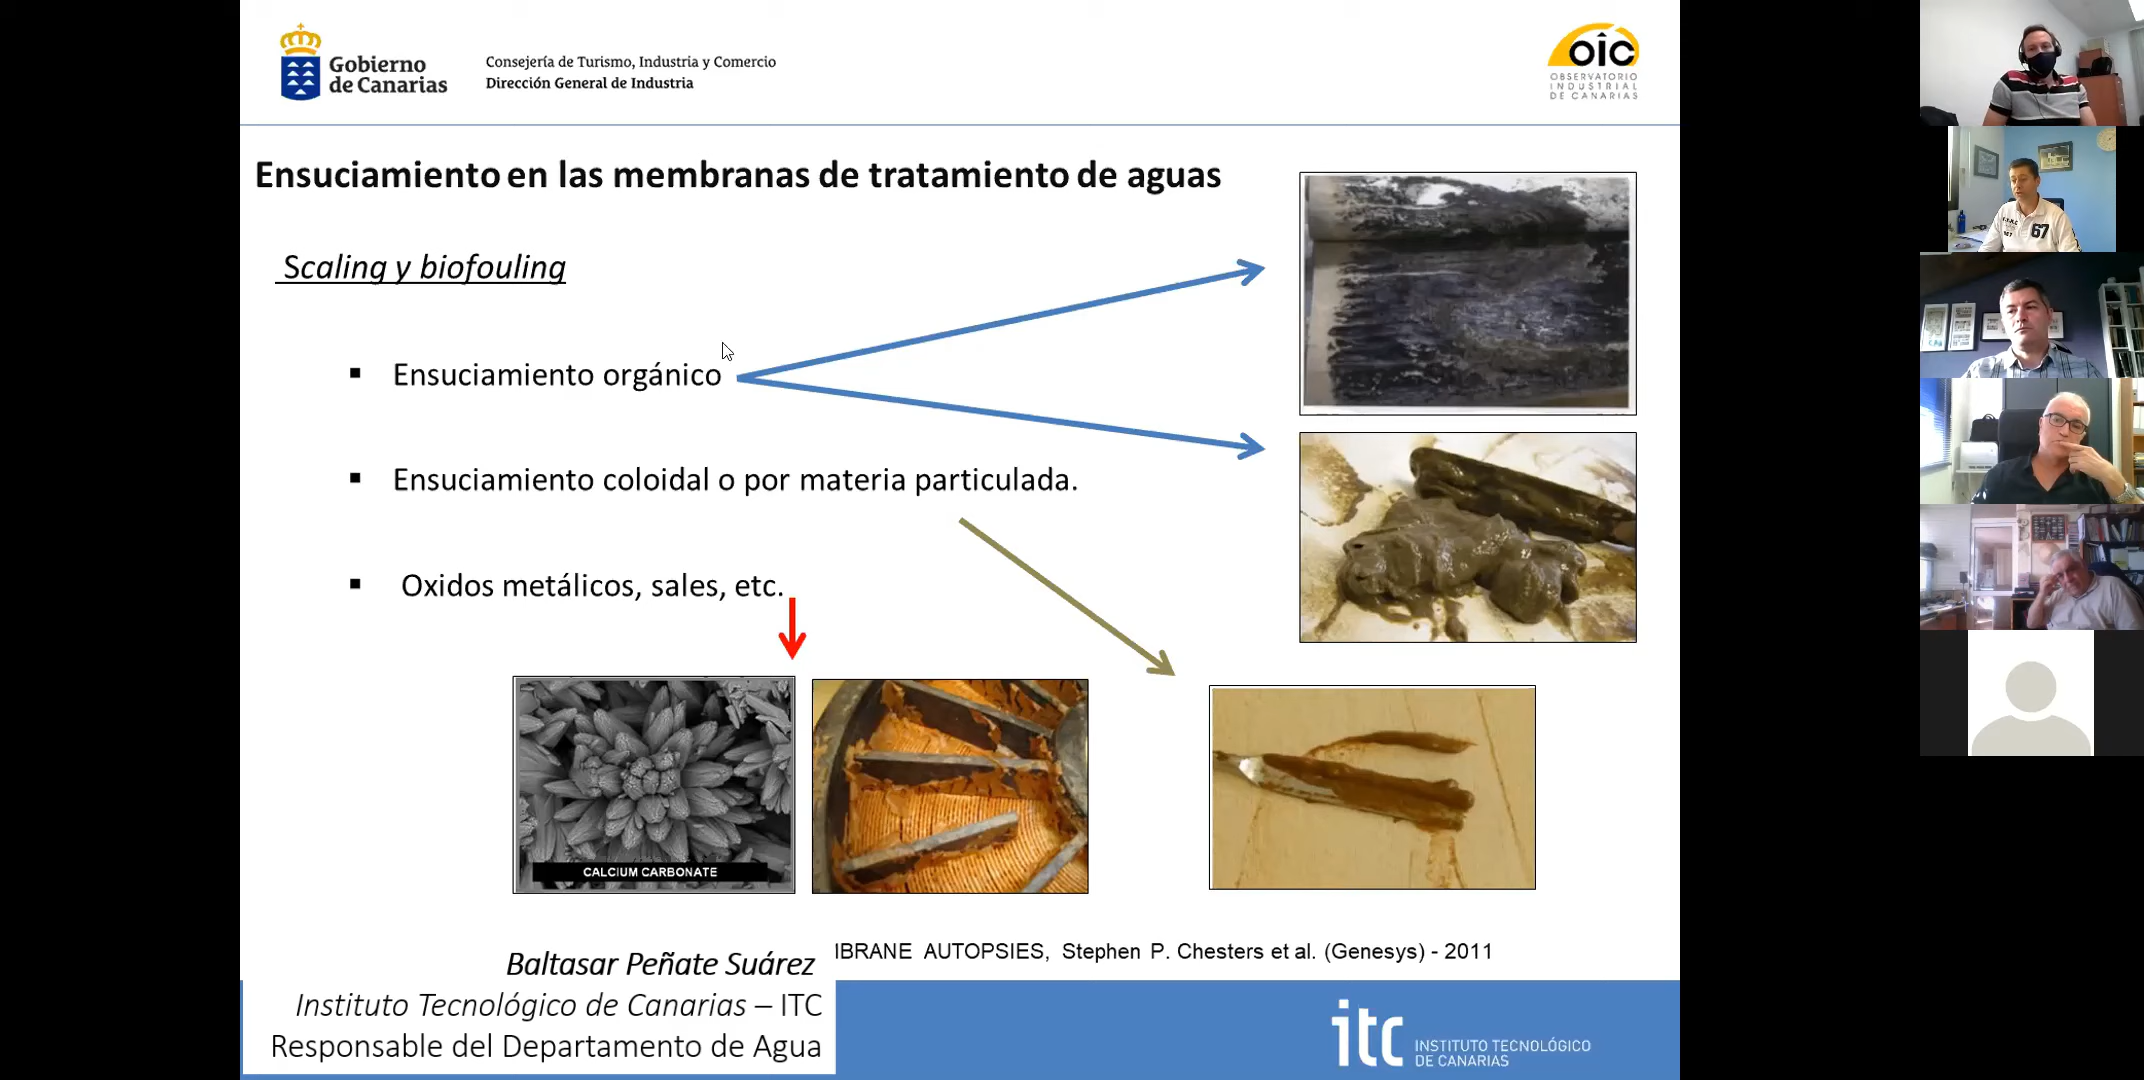 Gobierno
de Canarias
Consejería de Turismo, Industria y Comercio
Dirección General de Industria
oic
OBSERVATORIO
INDUSTRIAL
DE CANARIAS
Ensuciamiento en las membranas de tratamiento de aguas
Scaling y biofouling
▪ Ensuciamiento orgánico
▪ Ensuciamiento coloidal o por materia particulada.
▪ Oxidos metálicos, sales, etc.
CALCIUM CARBONATE
IBRANE AUTOPSIES, Stephen P. Chesters et al. (Genesys) - 2011
Baltasar Peñate Suárez
Instituto Tecnológico de Canarias – ITC
Responsable del Departamento de Agua
itc INSTITUTO TECNOLÓGICO
DE CANARIAS
67